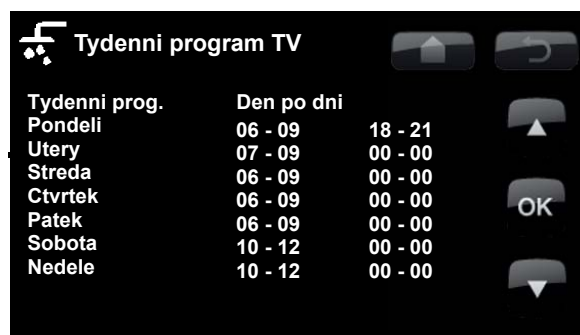 Tydenni program TV
Tydenni prog. Den po dni
Pondeli 06 - 09 18 - 21
Utery 07 - 09 00 - 00
Streda 06 - 09 00 - 00
Ctvrtek 06 - 09 00 - 00
Patek 06 - 09 00 - 00
Sobota 10 - 12 00 - 00
Nedele 10 - 12 00 - 00
OK